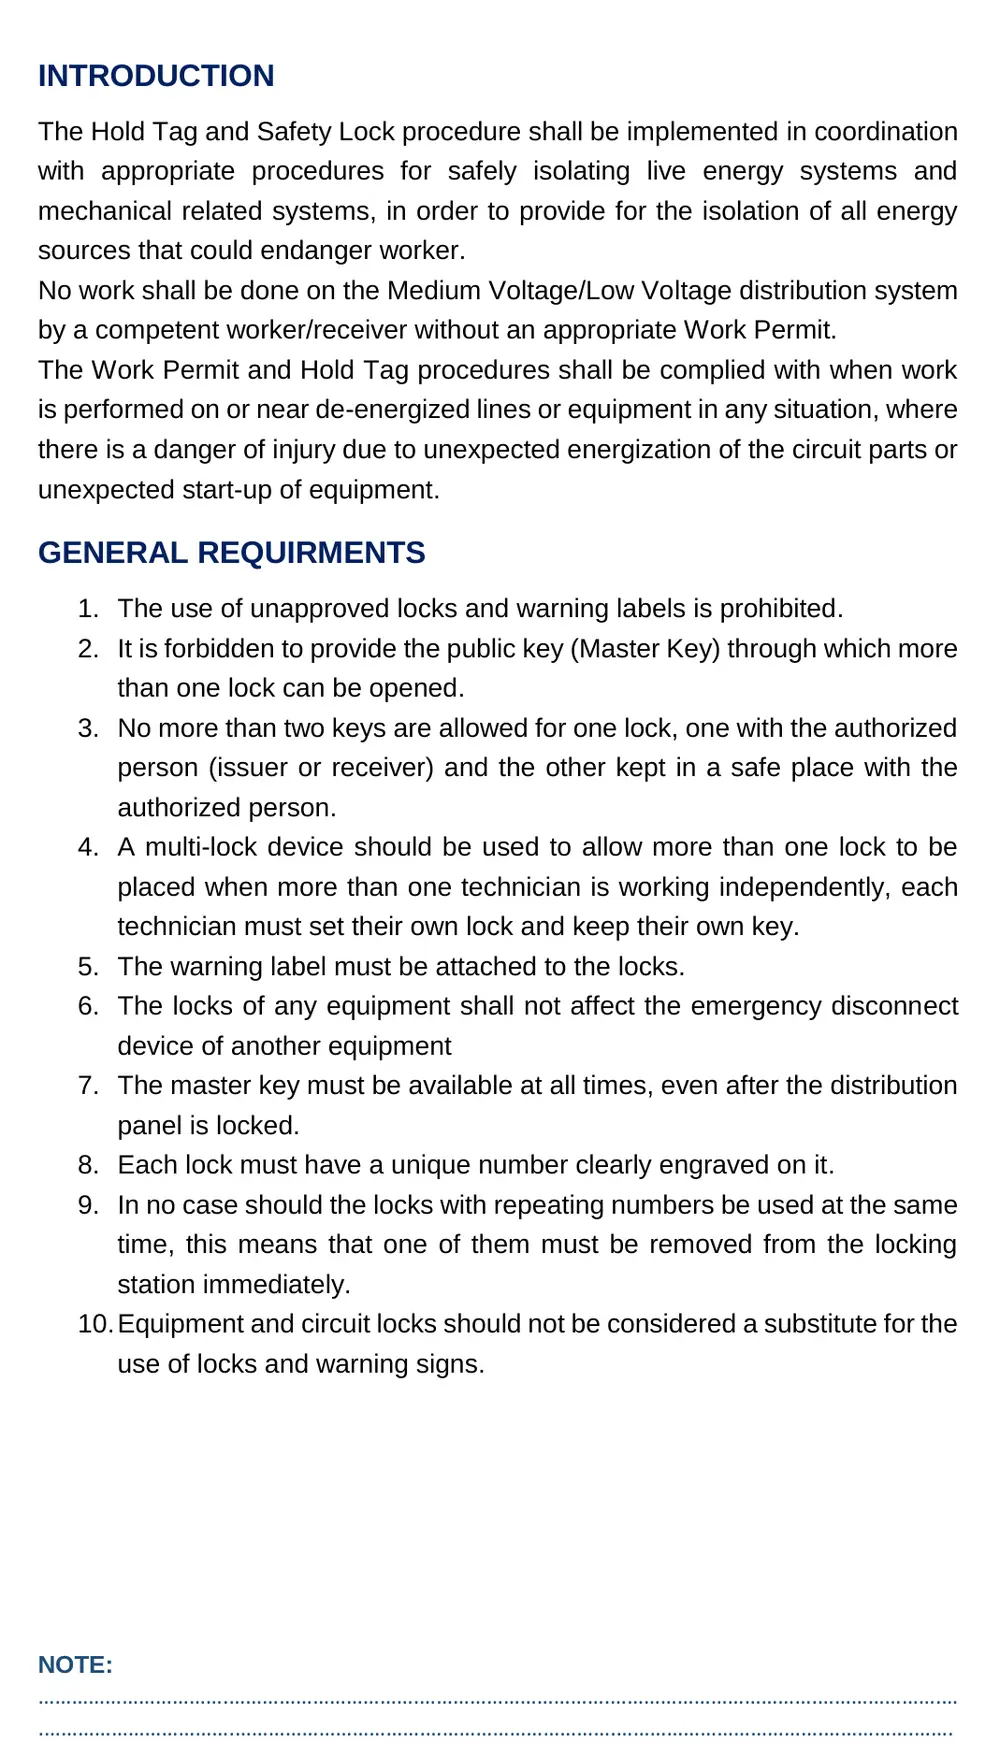 INTRODUCTION
The Hold Tag and Safety Lock procedure shall be implemented in coordination
with appropriate procedures for safely isolating live energy systems and
mechanical related systems, in order to provide for the isolation of all energy
sources that could endanger worker.
No work shall be done on the Medium Voltage/Low Voltage distribution system
by a competent worker/receiver without an appropriate Work Permit.
The Work Permit and Hold Tag procedures shall be complied with when work
is performed on or near de-energized lines or equipment in any situation, where
there is a danger of injury due to unexpected energization of the circuit parts or
unexpected start-up of equipment.
GENERAL REQUIRMENTS
1. The use of unapproved locks and warning labels is prohibited.
2. It is forbidden to provide the public key (Master Key) through which more
than one lock can be opened.
3. No more than two keys are allowed for one lock, one with the authorized
person (issuer or receiver) and the other kept in a safe place with the
authorized person.
4. A multi-lock device should be used to allow more than one lock to be
placed when more than one technician is working independently, each
technician must set their own lock and keep their own key.
5. The warning label must be attached to the locks.
6. The locks of any equipment shall not affect the emergency disconnect
device of another equipment
7. The master key must be available at all times, even after the distribution
panel is locked.
8. Each lock must have a unique number clearly engraved on it.
9. In no case should the locks with repeating numbers be used at the same
time, this means that one of them must be removed from the locking
station immediately.
10. Equipment and circuit locks should not be considered a substitute for the
use of locks and warning signs.
NOTE: